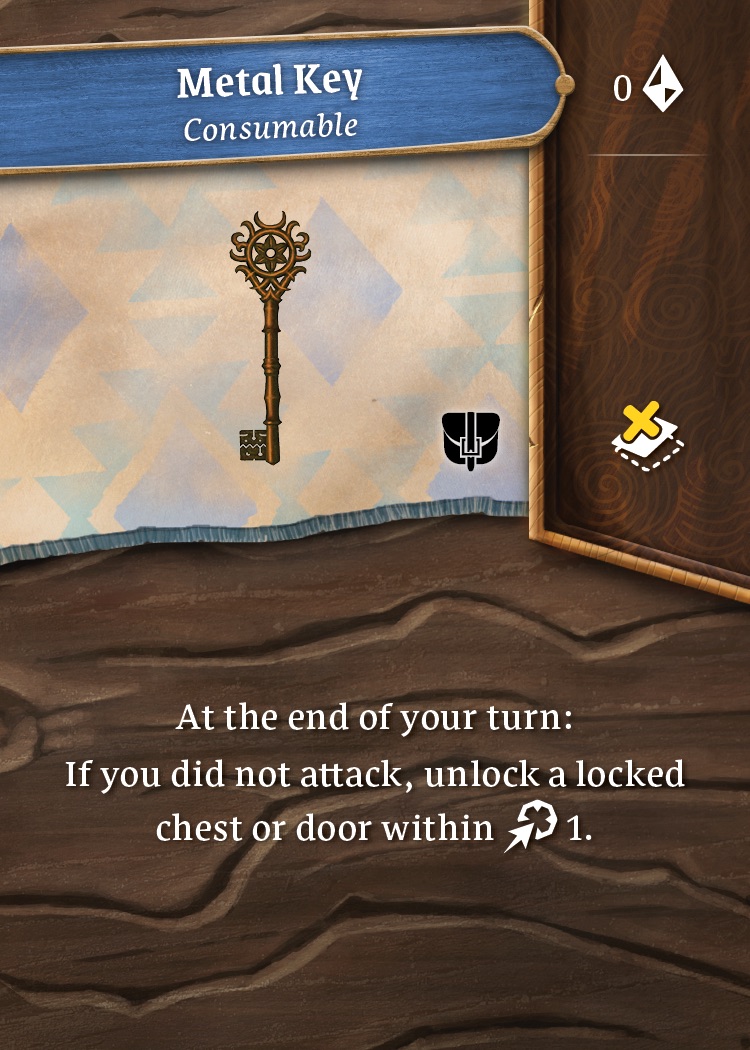 Metal Key
Consumable
0
At the end of your turn:
If you did not attack, unlock a locked
chest or door within 1.